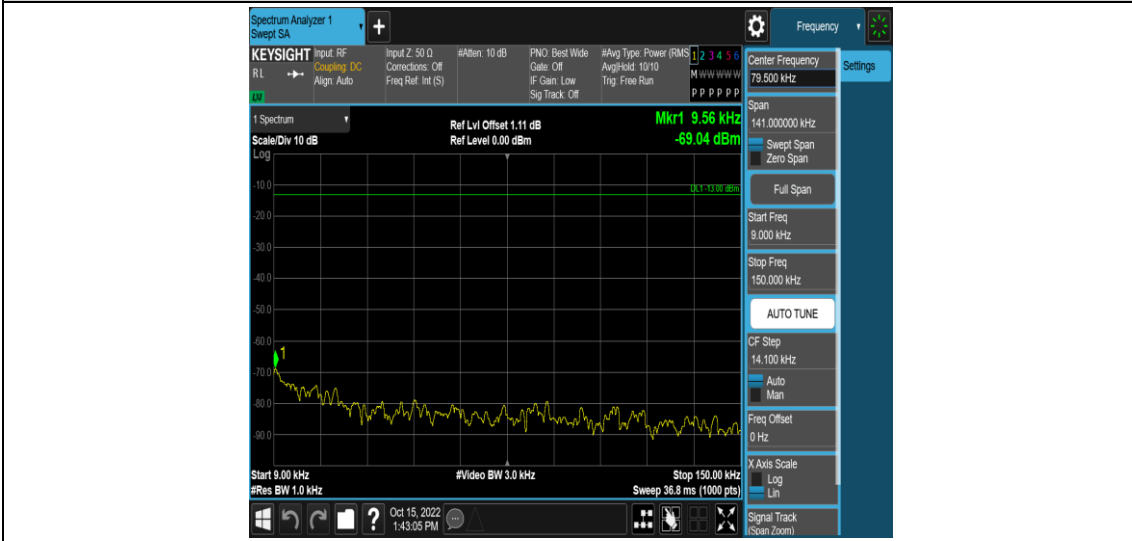 Spectrum Analyzer 1
Swept SA
+
Frequency
KEYSIGHT
RL
Input: RF
Coupling: DC
Align: Auto
Input Z: 50 Ω
Corrections: Off
Freq Ref: Int (S)
#Atten: 10 dB
PNO: Best Wide
Gate: Off
IF Gain: Low
Sig Track: Off
#Avg Type: Power (RMS
Avg|Hold: 10/10
Trig: Free Run
1 2 3 4 5 6
M W W W W W
P P P P P P
1 Spectrum
Scale/Div 10 dB
Log
Ref Lvl Offset 1.11 dB
Ref Level 0.00 dBm
Mkr1 9.56 kHz
-69.04 dBm
DL1 -13.00 dBm
-10.0
-20.0
-30.0
-40.0
-50.0
-60.0
-70.0
-80.0
-90.0
1
Start 9.00 kHz
#Res BW 1.0 kHz
#Video BW 3.0 kHz
Stop 150.00 kHz
Sweep 36.8 ms (1000 pts)
?
Oct 15, 2022
1:43:05 PM
Center Frequency
79.500 kHz
Settings
Span
141.000000 kHz
Swept Span
Zero Span
Full Span
Start Freq
9.000 kHz
Stop Freq
150.000 kHz
AUTO TUNE
CF Step
14.100 kHz
Auto
Man
Freq Offset
0 Hz
X Axis Scale
Log
Lin
Signal Track
(Span Zoom)